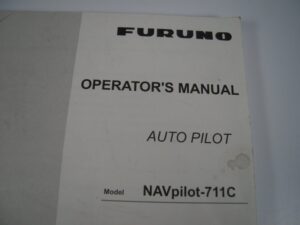 FURUNO
OPERATOR'S MANUAL
AUTO PILOT
Model NAVpilot-711C